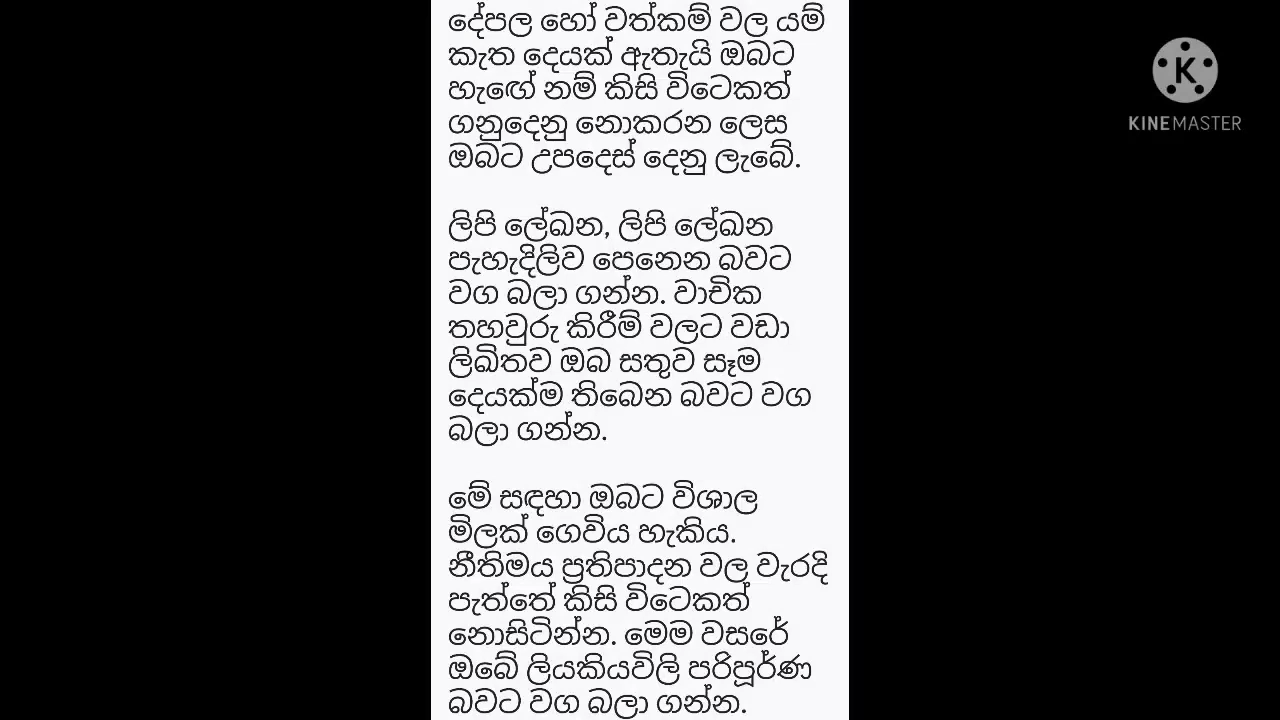 දේපල හෝ වත්කම් වල යම්
කැත දෙයක් ඇතැයි ඔබට
හැඟේ නම් කිසි විටෙකත්
ගනුදෙනු නොකරන ලෙස
ඔබට උපදෙස් දෙනු ලැබේ.
ලිපි ලේඛන, ලිපි ලේඛන
පැහැදිලිව පෙනෙන බවට
වග බලා ගන්න. වාචික
තහවුරු කිරීම් වලට වඩා
ලිඛිතව ඔබ සතුව සෑම
දෙයක්ම තිබෙන බවට වග
බලා ගන්න.
මේ සඳහා ඔබට විශාල
මිලක් ගෙවිය හැකිය.
නීතිමය ප්‍රතිපාදන වල වැරදි
පැත්තේ කිසි විටෙකත්
නොසිටින්න. මෙම වසරේ
ඔබේ ලියකියවිලි පරිපූර්ණ
බවට වග බලා ගන්න.
K
KINEMASTER